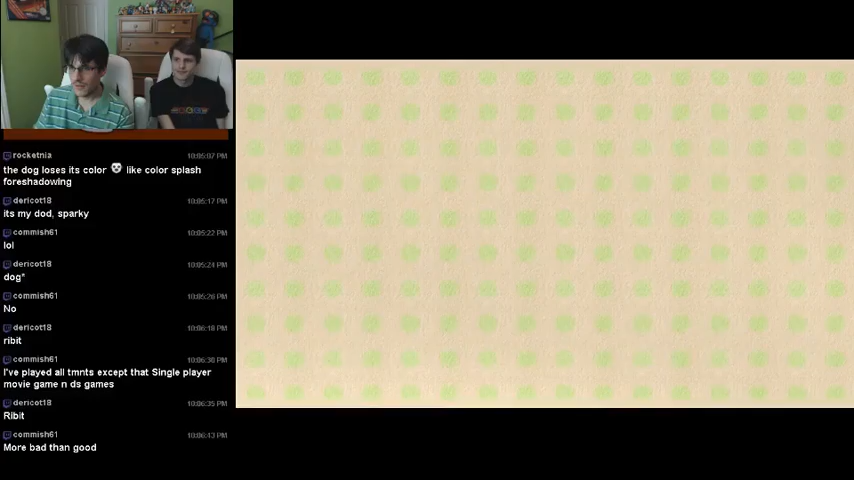 rocketnia 10:05:07 PM
the dog loses its color like color splash
foreshadowing
dericot18 10:05:17 PM
its my dod, sparky
commish61 10:05:22 PM
lol
dericot18 10:05:24 PM
dog*
commish61 10:05:26 PM
No
dericot18 10:06:18 PM
ribit
commish61 10:06:30 PM
I've played all tmnts except that Single player
movie game n ds games
dericot18 10:06:35 PM
Ribit
commish61 10:06:43 PM
More bad than good